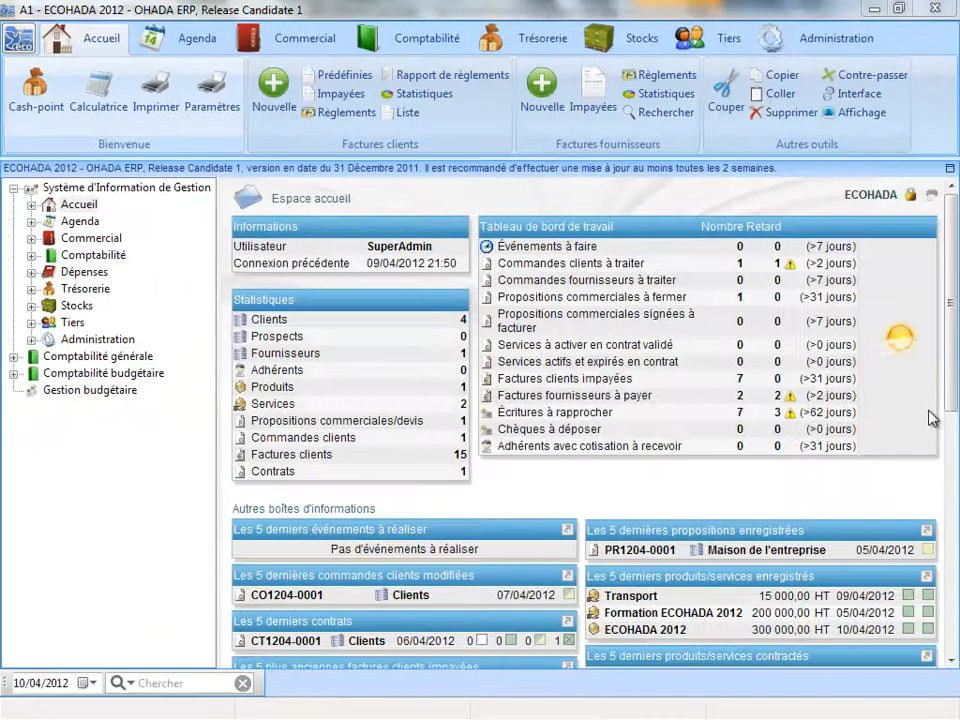 A1 - ECOHADA 2012 - OHADA ERP, Release Candidate 1
eco
Accueil
Agenda
Commercial
Comptabilité
Trésorerie
Stocks
Tiers
Administration
Cash-point
Calculatrice
Imprimer
Paramètres
Bienvenue
Nouvelle
Prédéfinies
Impayées
Règlements
Rapport de règlements
Statistiques
Liste
Factures clients
Nouvelle
Impayées
Règlements
Statistiques
Rechercher
Factures fournisseurs
Couper
Copier
Coller
Supprimer
Contre-passer
Interface
Affichage
Autres outils
ECOHADA 2012 - OHADA ERP, Release Candidate 1, version en date du 31 Décembre 2011. Il est recommandé d'effectuer une mise à jour au moins toutes les 2 semaines.
Système d'Information de Gestion
Accueil
Agenda
Commercial
Comptabilité
Dépenses
Trésorerie
Stocks
Tiers
Administration
Comptabilité générale
Comptabilité budgétaire
Gestion budgétaire
Espace accueil
ECOHADA
Informations
Utilisateur SuperAdmin
Connexion précédente 09/04/2012 21:50
Statistiques
Clients 4
Prospects 0
Fournisseurs 1
Adhérents 0
Produits 1
Services 2
Propositions commerciales/devis 1
Commandes clients 1
Factures clients 15
Contrats 1
Tableau de bord de travail Nombre Retard
Événements à faire 0 0 (>7 jours)
Commandes clients à traiter 1 1 (>2 jours)
Commandes fournisseurs à traiter 0 0 (>7 jours)
Propositions commerciales à fermer 1 0 (>31 jours)
Propositions commerciales signées à
facturer 0 0 (>7 jours)
Services à activer en contrat validé 0 0 (>0 jours)
Services actifs et expirés en contrat 0 0 (>0 jours)
Factures clients impayées 7 0 (>31 jours)
Factures fournisseurs à payer 2 2 (>2 jours)
Écritures à rapprocher 7 3 (>62 jours)
Chèques à déposer 0 0 (>0 jours)
Adhérents avec cotisation à recevoir 0 0 (>31 jours)
Autres boîtes d'informations
Les 5 derniers événements à réaliser
Pas d'événements à réaliser
Les 5 dernières commandes clients modifiées
CO1204-0001 Clients 07/04/2012
Les 5 derniers contrats
CT1204-0001 Clients 06/04/2012 0 0 0 1
Les 5 plus anciennes factures clients impayées
Les 5 dernières propositions enregistrées
PR1204-0001 Maison de l'entreprise 05/04/2012
Les 5 derniers produits/services enregistrés
Transport 15 000,00 HT 09/04/2012
Formation ECOHADA 2012 200 000,00 HT 05/04/2012
ECOHADA 2012 300 000,00 HT 10/04/2012
Les 5 derniers produits/services contractés
10/04/2012
Chercher